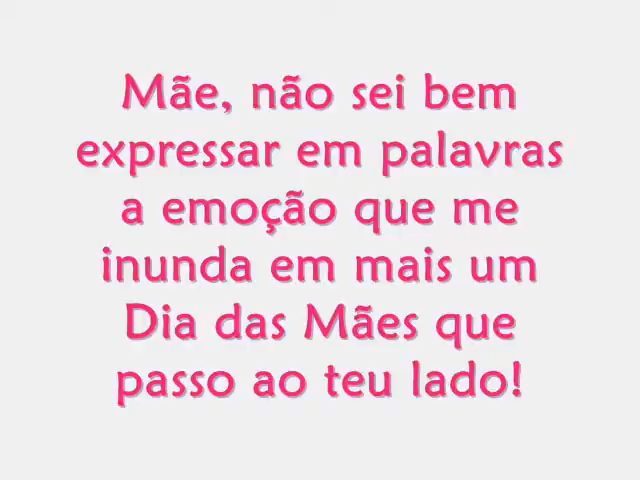 Mãe, não sei bem
expressar em palavras
a emoção que me
inunda em mais um
Dia das Mães que
passo ao teu lado!